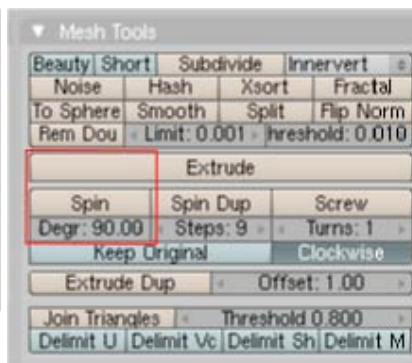 Mesh Tools
Beauty Short Subdivide Innervert
Noise Hash Xsort Fractal
To Sphere Smooth Split Flip Norm
Rem Dou Limit: 0.001 hreshold: 0.010
Extrude
Spin Spin Dup Screw
Degr: 90.00 Steps: 9 Turns: 1
Keep Original Clockwise
Extrude Dup Offset: 1.00
Join Triangles Threshold 0.800
Delimit U Delimit Vc Delimit Sh Delimit M